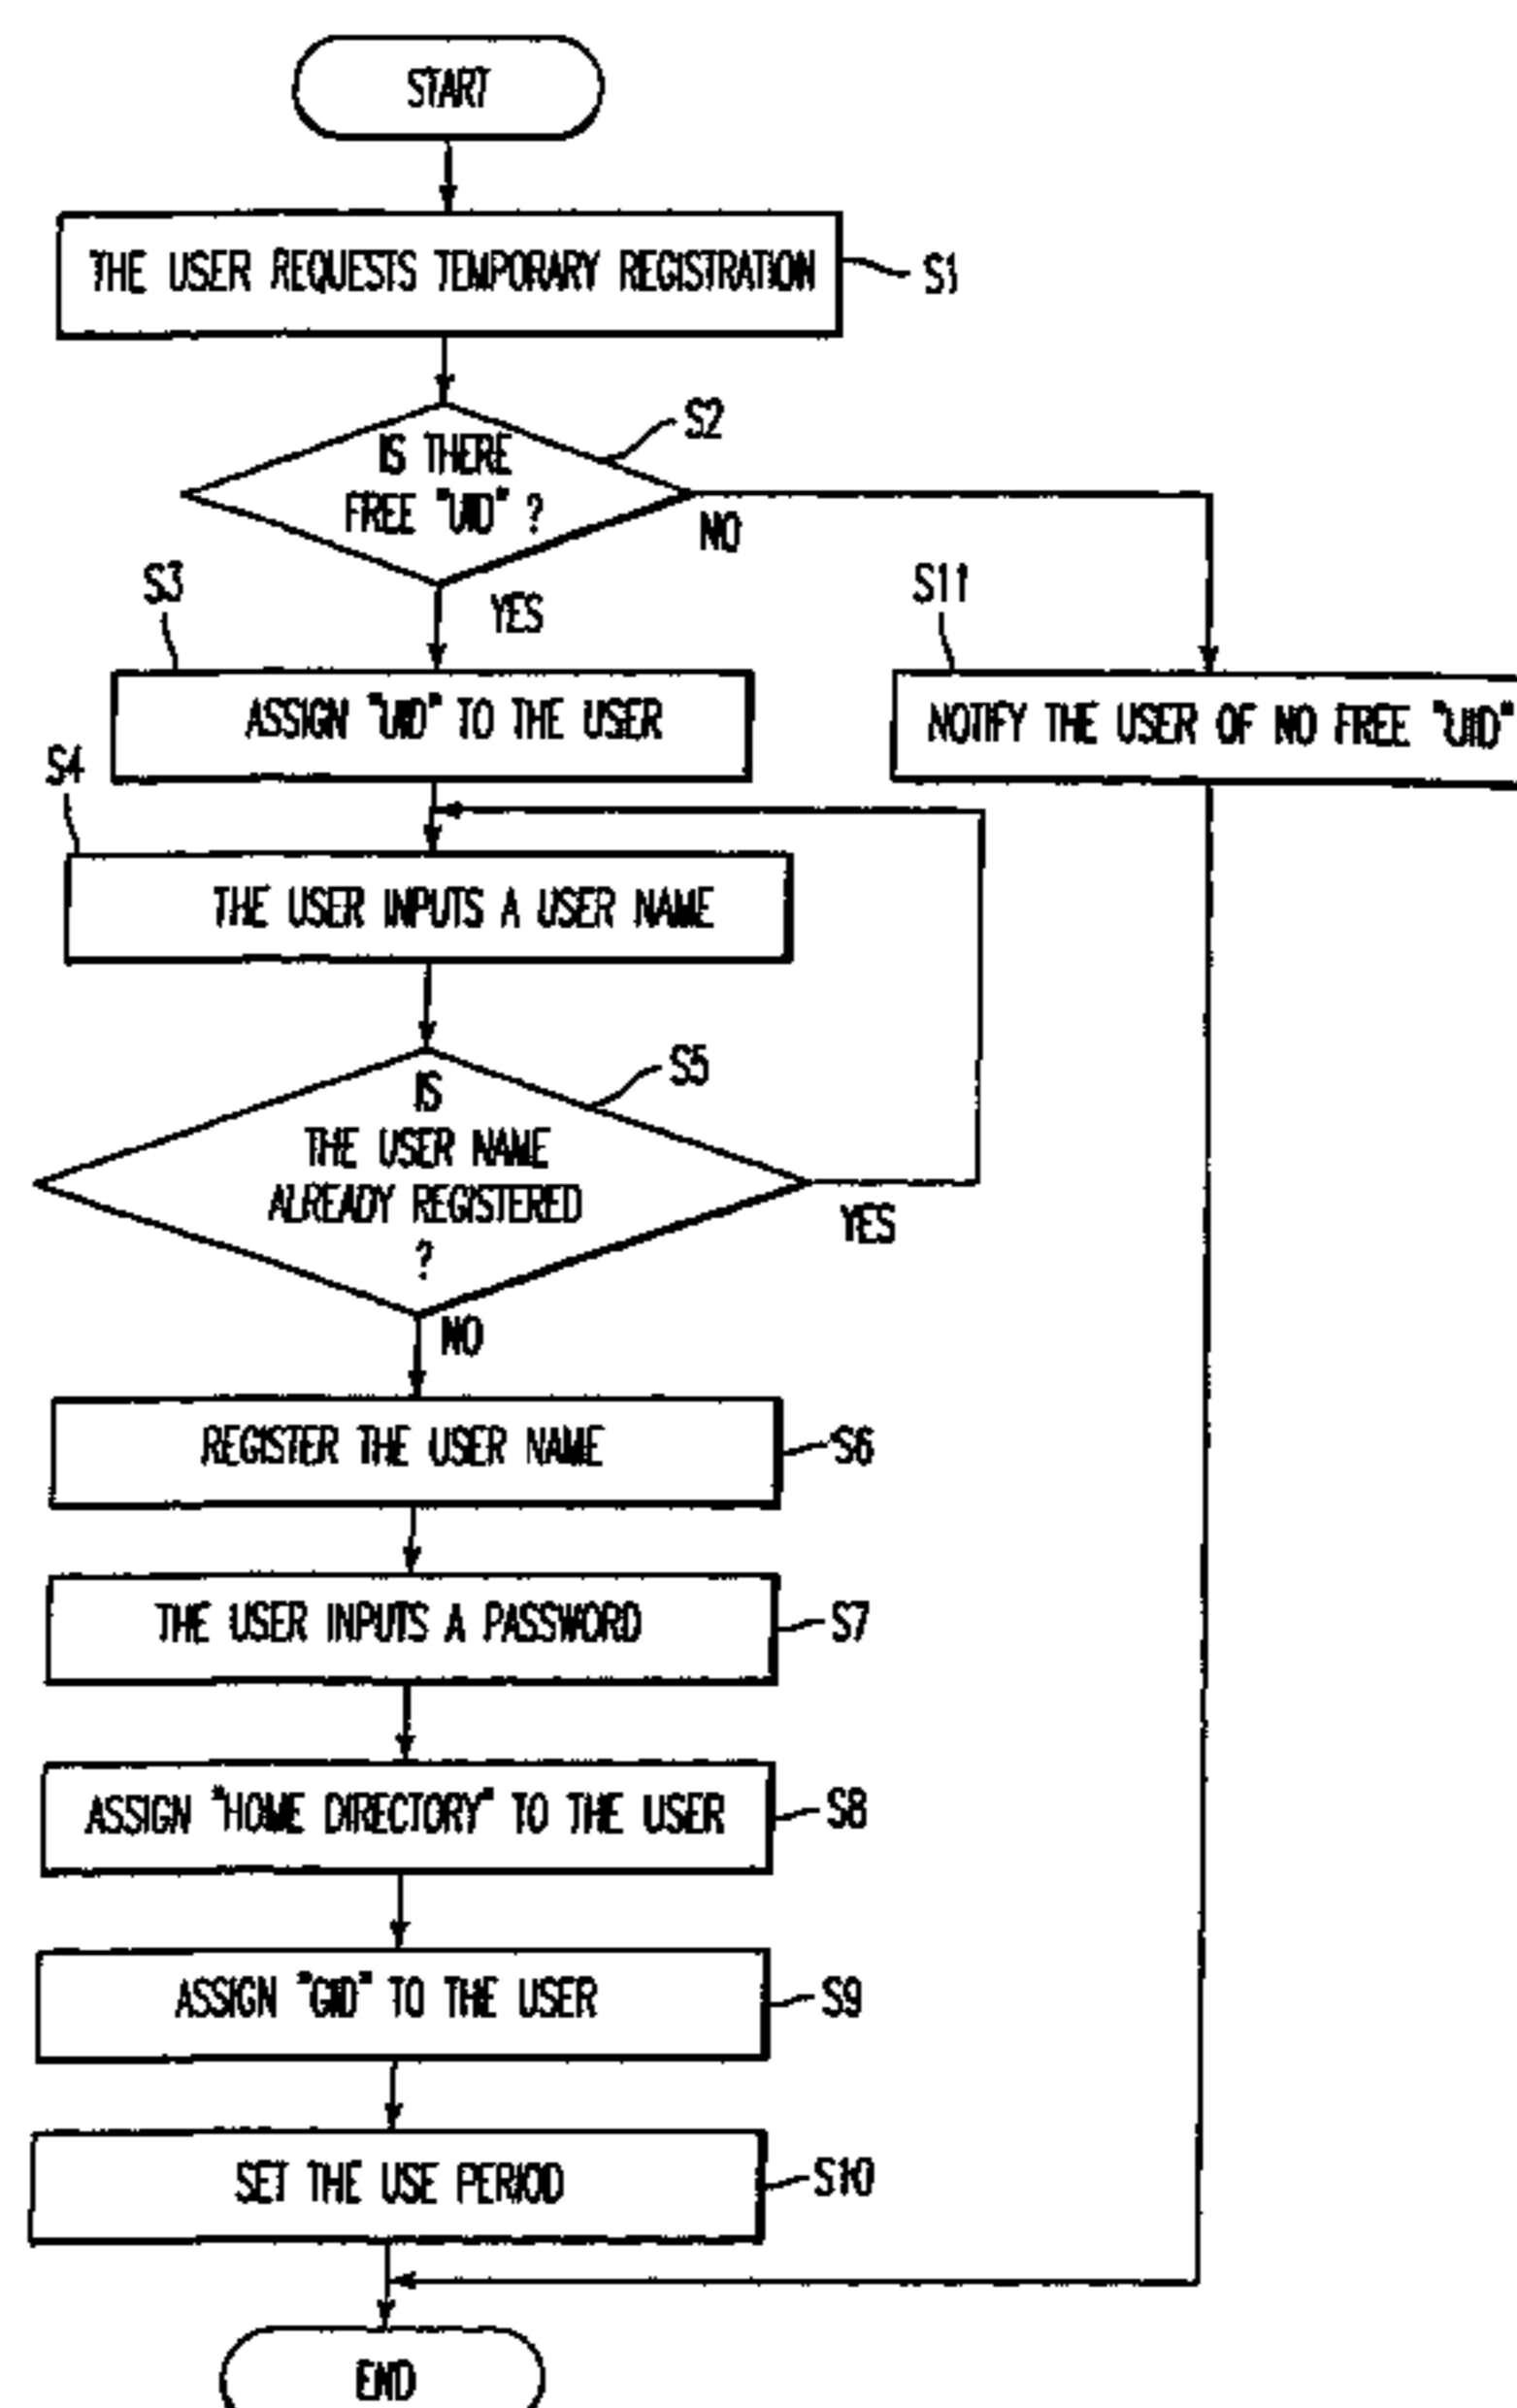 START
THE USER REQUESTS TEMPORARY REGISTRATION
S1
S2
IS THERE
FREE "UID" ?
NO
YES
S3
S11
ASSIGN "UID" TO THE USER
NOTIFY THE USER OF NO FREE "UID"
S4
THE USER INPUTS A USER NAME
S5
IS
THE USER NAME
ALREADY REGISTERED
?
YES
NO
REGISTER THE USER NAME
S6
THE USER INPUTS A PASSWORD
S7
ASSIGN "HOME DIRECTORY" TO THE USER
S8
ASSIGN "GID" TO THE USER
S9
SET THE USE PERIOD
S10
END